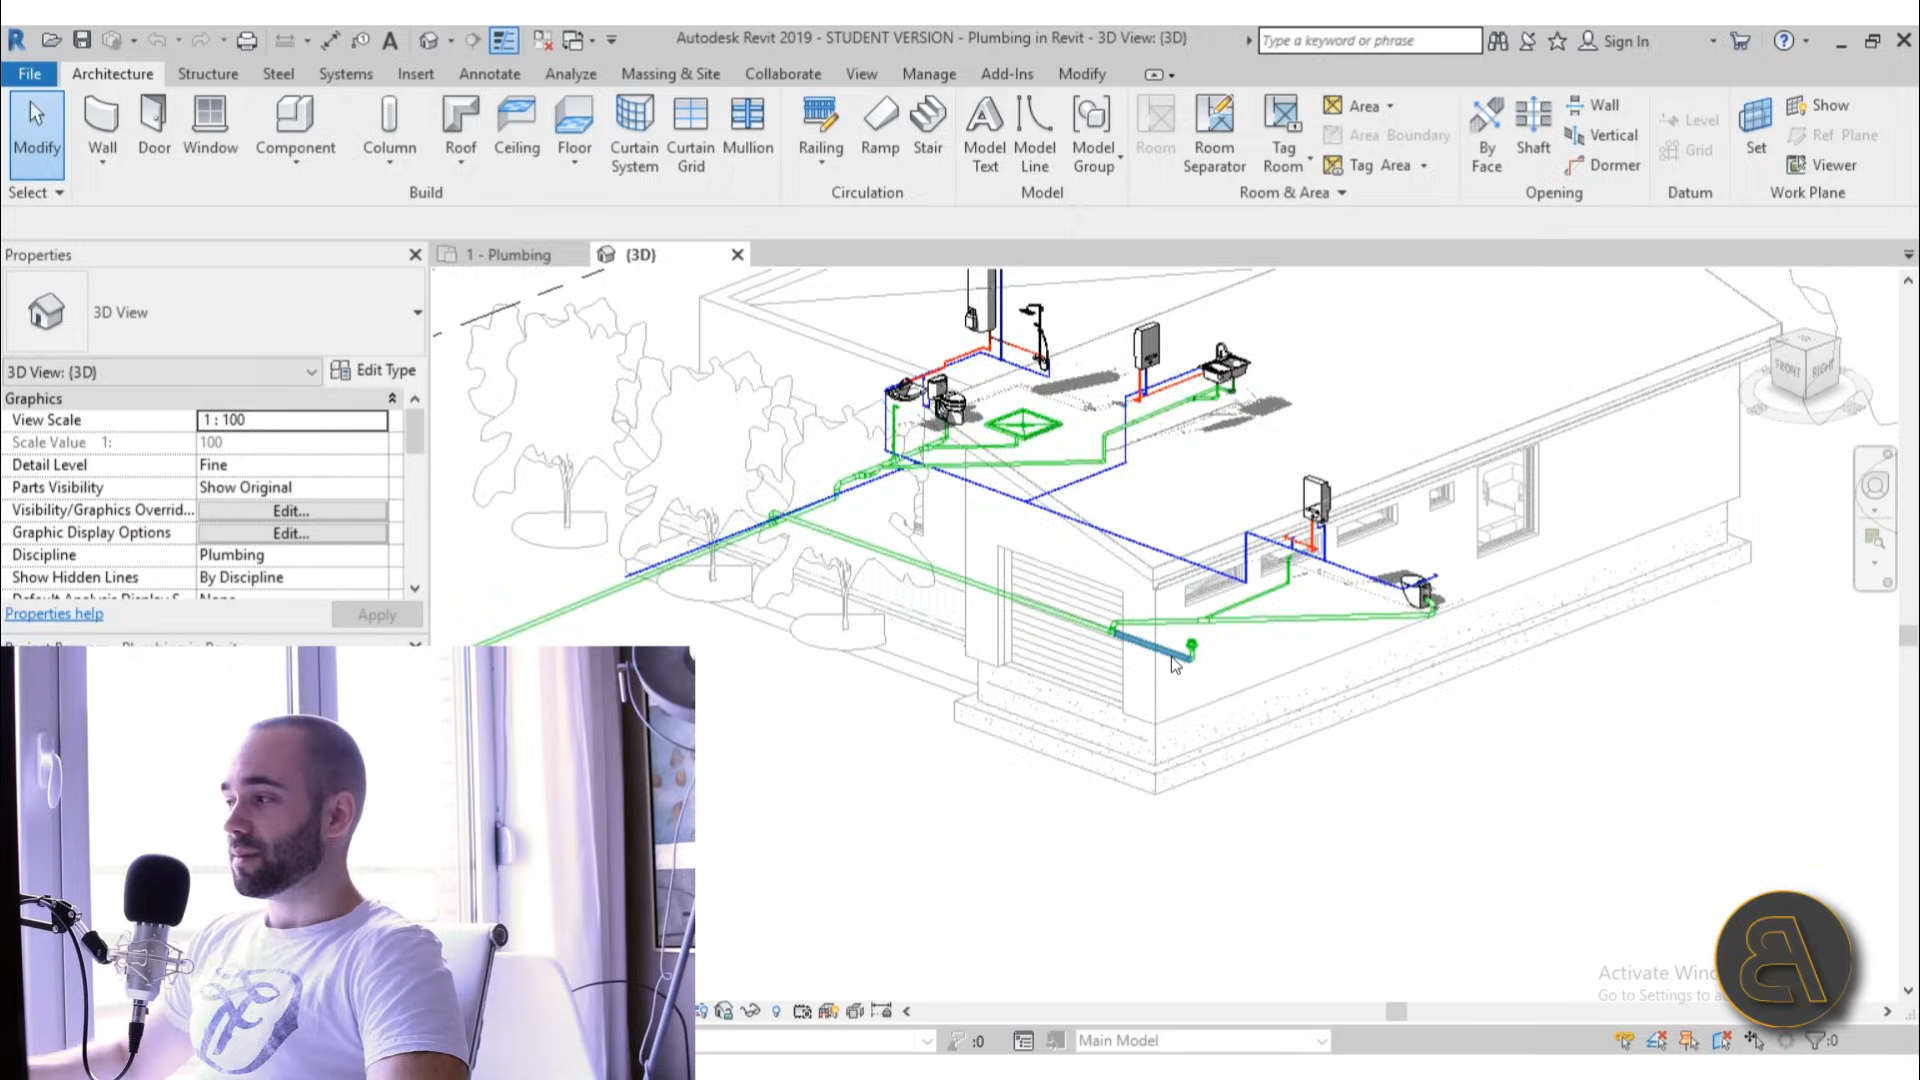 Autodesk Revit 2019 - STUDENT VERSION - Plumbing in Revit - 3D View: {3D}
Type a keyword or phrase
Sign In
File Architecture Structure Steel Systems Insert Annotate Analyze Massing & Site Collaborate View Manage Add-Ins Modify
Modify
Wall
Door
Window
Component
Column
Roof
Ceiling
Floor
Curtain System
Curtain Grid
Mullion
Railing
Ramp
Stair
Model Text
Model Line
Model Group
Room
Room Separator
Tag Room
Area
Area Boundary
Tag Area
By Face
Shaft
Wall
Vertical
Dormer
Level
Grid
Set
Show
Ref Plane
Viewer
Select
Build
Circulation
Model
Room & Area
Opening
Datum
Work Plane
Properties
1 - Plumbing
{3D}
3D View
3D View: {3D}
Edit Type
Graphics
View Scale 1 : 100
Scale Value 1: 100
Detail Level Fine
Parts Visibility Show Original
Visibility/Graphics Overrid... Edit...
Graphic Display Options Edit...
Discipline Plumbing
Show Hidden Lines By Discipline
Properties help
Apply
FRONT
RIGHT
Activate Wind
Go to Settings to a
:0
Main Model
:0